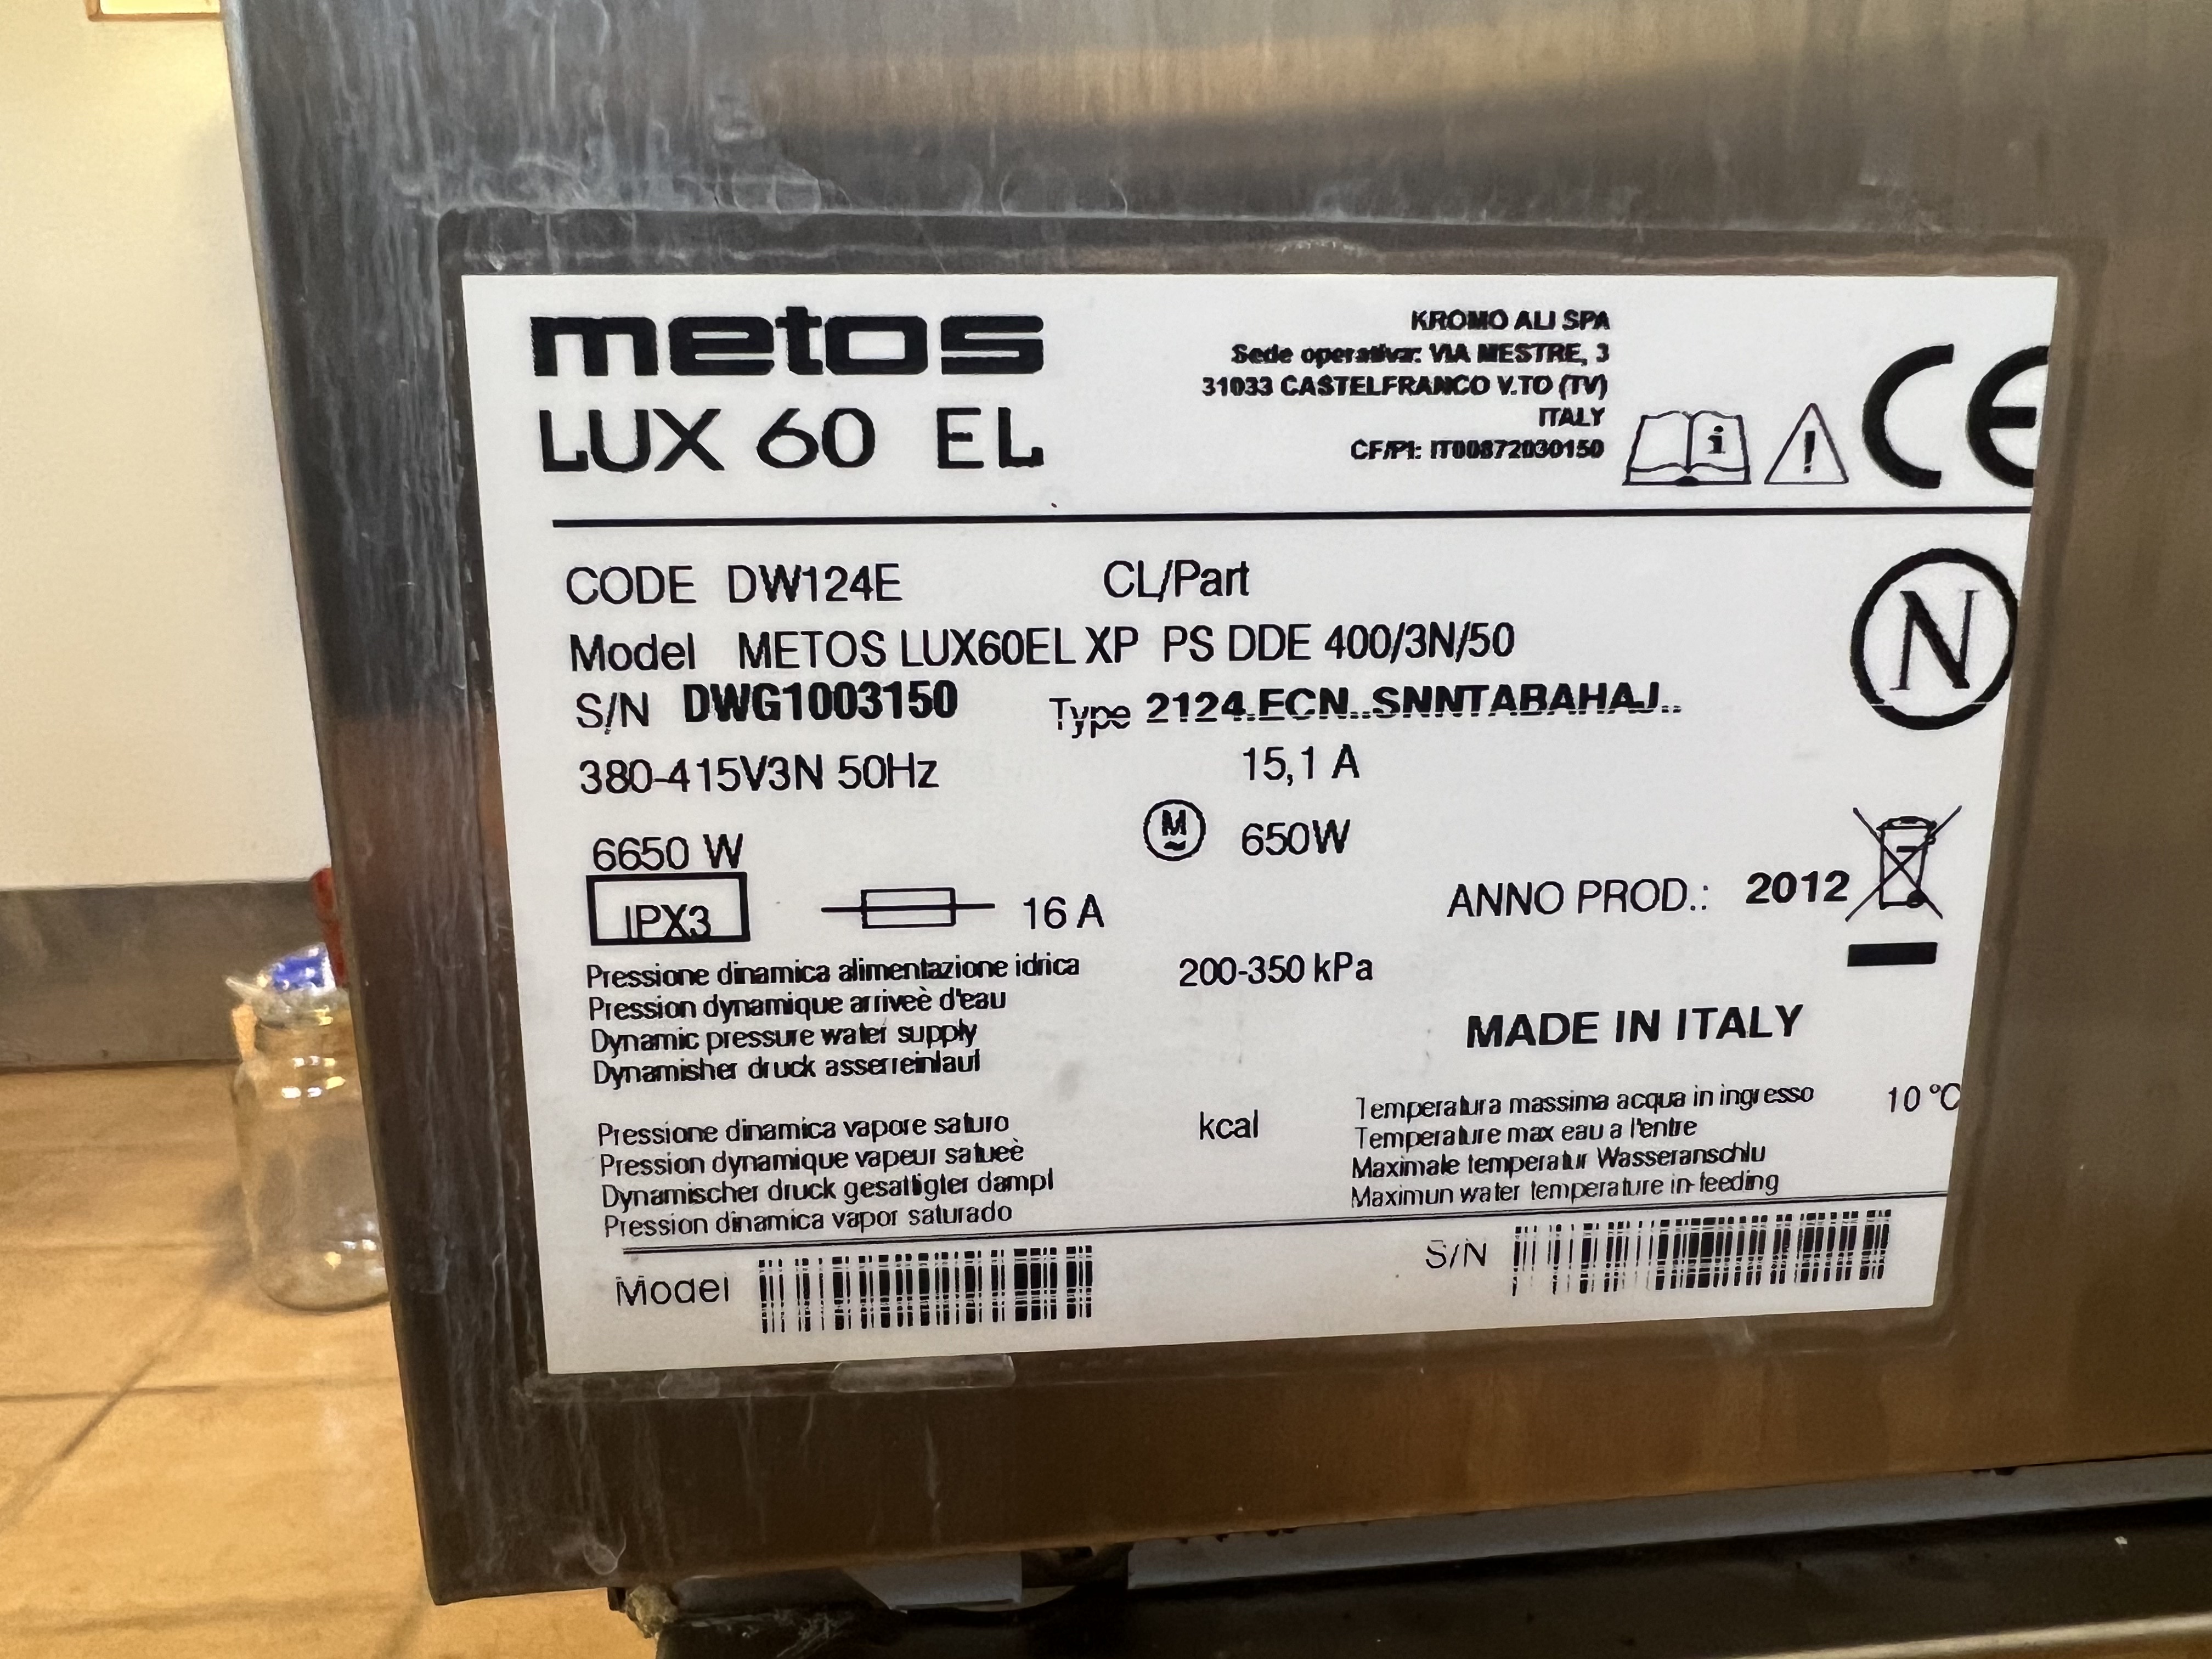 metos
LUX 60 EL
KROMO ALI SPA
Sede operativa: VIA MESTRE, 3
31033 CASTELFRANCO V.TO (TV)
ITALY
CF/PI: IT00872030150
CE
CODE DW124E CL/Part
N
Model METOS LUX60EL XP PS DDE 400/3N/50
S/N DWG1003150 Type 2124.ECN..SNNTABAHAJ..
380-415V3N 50Hz 15,1 A
6650 W M 650W
IPX3 16 A ANNO PROD.: 2012
Pressione dinamica alimentazione idrica 200-350 kPa
Pression dynamique arriveè d'eau
Dynamic pressure water supply
Dynamisher druck asserreinlauf
MADE IN ITALY
Pressione dinamica vapore saturo kcal
Pression dynamique vapeur satueè
Dynamischer druck gesattigter dampf
Pression dinamica vapor saturado
Temperatura massima acqua in ingresso 10 °C
Temperature max eau a l'entre
Maximale temperatur Wasseranschlu
Maximun water temperature in-feeding
Model S/N